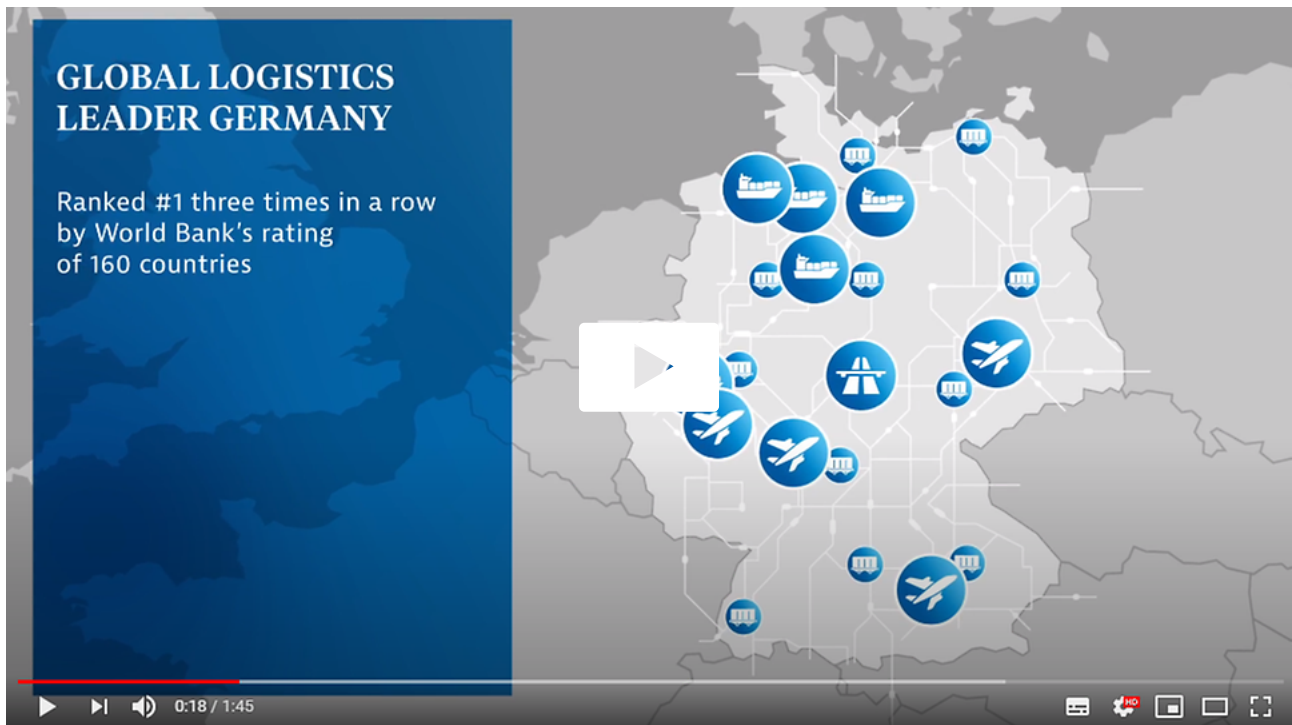 GLOBAL LOGISTICS
LEADER GERMANY
Ranked #1 three times in a row
by World Bank's rating
of 160 countries
0:18 / 1:45
HD